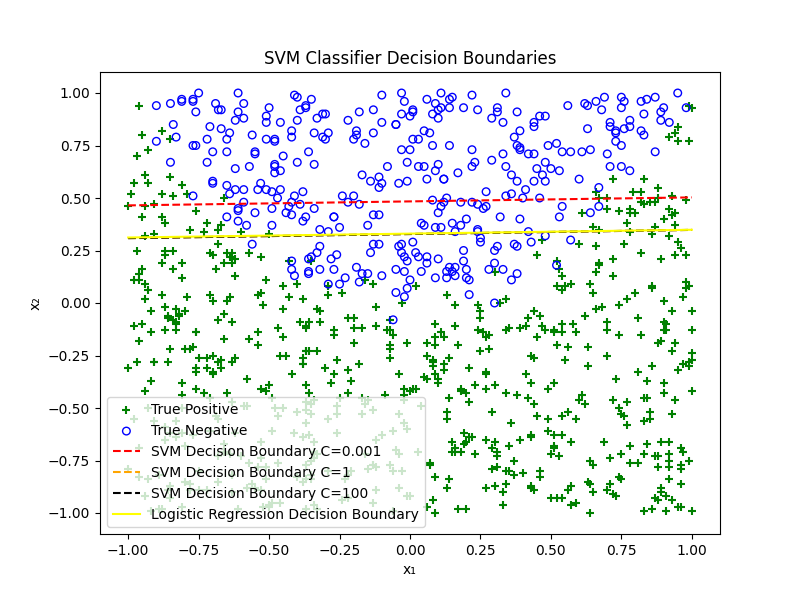 SVM Classifier Decision Boundaries
1.00
0.75
0.50
0.25
0.00
−0.25
−0.50
−0.75
−1.00
x₂
True Positive
True Negative
SVM Decision Boundary C=0.001
SVM Decision Boundary C=1
SVM Decision Boundary C=100
Logistic Regression Decision Boundary
−1.00 −0.75 −0.50 −0.25 0.00 0.25 0.50 0.75 1.00
x₁